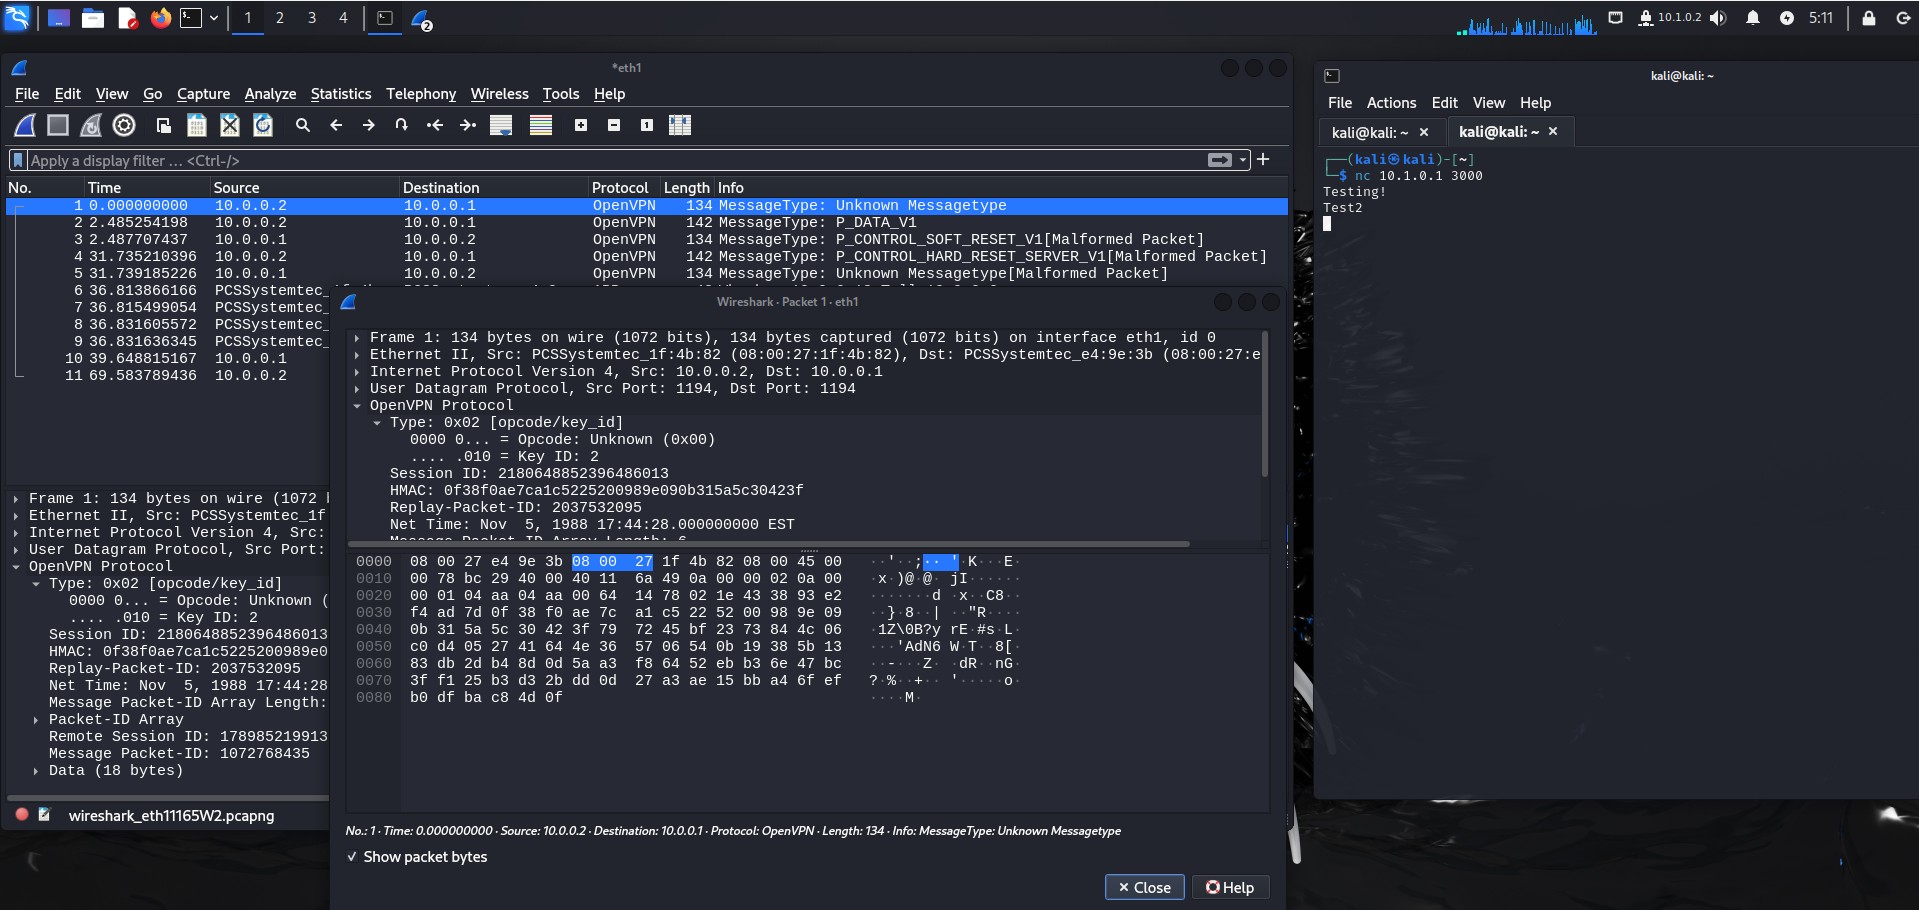 1 2 3 4 2 10.1.0.2 5:11
*eth1
File Edit View Go Capture Analyze Statistics Telephony Wireless Tools Help
Apply a display filter … <Ctrl-/>
No. Time Source Destination Protocol Length Info
1 0.000000000 10.0.0.2 10.0.0.1 OpenVPN 134 MessageType: Unknown Messagetype
2 2.485254198 10.0.0.2 10.0.0.1 OpenVPN 142 MessageType: P_DATA_V1
3 2.487707437 10.0.0.1 10.0.0.2 OpenVPN 134 MessageType: P_CONTROL_SOFT_RESET_V1[Malformed Packet]
4 31.735210396 10.0.0.2 10.0.0.1 OpenVPN 142 MessageType: P_CONTROL_HARD_RESET_SERVER_V1[Malformed Packet]
5 31.739185226 10.0.0.1 10.0.0.2 OpenVPN 134 MessageType: Unknown Messagetype[Malformed Packet]
6 36.813866166 PCSSystemtec_
7 36.815499054 PCSSystemtec_
8 36.831605572 PCSSystemtec_
9 36.831636345 PCSSystemtec_
10 39.648815167 10.0.0.1
11 69.583789436 10.0.0.2
Frame 1: 134 bytes on wire (1072
Ethernet II, Src: PCSSystemtec_1f
Internet Protocol Version 4, Src:
User Datagram Protocol, Src Port:
OpenVPN Protocol
Type: 0x02 [opcode/key_id]
0000 0... = Opcode: Unknown (
.... .010 = Key ID: 2
Session ID: 2180648852396486013
HMAC: 0f38f0ae7ca1c5225200989e0
Replay-Packet-ID: 2037532095
Net Time: Nov  5, 1988 17:44:28
Message Packet-ID Array Length:
Packet-ID Array
Remote Session ID: 178985219913
Message Packet-ID: 1072768435
Data (18 bytes)
wireshark_eth11165W2.pcapng
Wireshark · Packet 1 · eth1
Frame 1: 134 bytes on wire (1072 bits), 134 bytes captured (1072 bits) on interface eth1, id 0
Ethernet II, Src: PCSSystemtec_1f:4b:82 (08:00:27:1f:4b:82), Dst: PCSSystemtec_e4:9e:3b (08:00:27:e
Internet Protocol Version 4, Src: 10.0.0.2, Dst: 10.0.0.1
User Datagram Protocol, Src Port: 1194, Dst Port: 1194
OpenVPN Protocol
Type: 0x02 [opcode/key_id]
0000 0... = Opcode: Unknown (0x00)
.... .010 = Key ID: 2
Session ID: 2180648852396486013
HMAC: 0f38f0ae7ca1c5225200989e090b315a5c30423f
Replay-Packet-ID: 2037532095
Net Time: Nov  5, 1988 17:44:28.000000000 EST
Message Packet-ID Array Length: 6
0000 08 00 27 e4 9e 3b 08 00 27 1f 4b 82 08 00 45 00 ··'··;·· '·K···E·
0010 00 78 bc 29 40 00 40 11 6a 49 0a 00 00 02 0a 00 ·x·)@·@· jI······
0020 00 01 04 aa 04 aa 00 64 14 78 02 1e 43 38 93 e2 ·······d ·x··C8··
0030 f4 ad 7d 0f 38 f0 ae 7c a1 c5 22 52 00 98 9e 09 ··}·8··| ··"R····
0040 0b 31 5a 5c 30 42 3f 79 72 45 bf 23 73 84 4c 06 ·1Z\0B?y rE·#s·L·
0050 c0 d4 05 27 41 64 4e 36 57 06 54 0b 19 38 5b 13 ···'AdN6 W·T··8[·
0060 83 db 2d b4 8d 0d 5a a3 f8 64 52 eb b3 6e 47 bc ··-···Z· ·dR··nG·
0070 3f f1 25 b3 d3 2b dd 0d 27 a3 ae 15 bb a4 6f ef ?·%··+·· '·····o·
0080 b0 df ba c8 4d 0f ····M·
No.: 1 · Time: 0.000000000 · Source: 10.0.0.2 · Destination: 10.0.0.1 · Protocol: OpenVPN · Length: 134 · Info: MessageType: Unknown Messagetype
Show packet bytes
Close Help
kali@kali: ~
File Actions Edit View Help
kali@kali: ~ × kali@kali: ~ ×
┌──(kali㉿kali)-[~]
└─$ nc 10.1.0.1 3000
Testing!
Test2